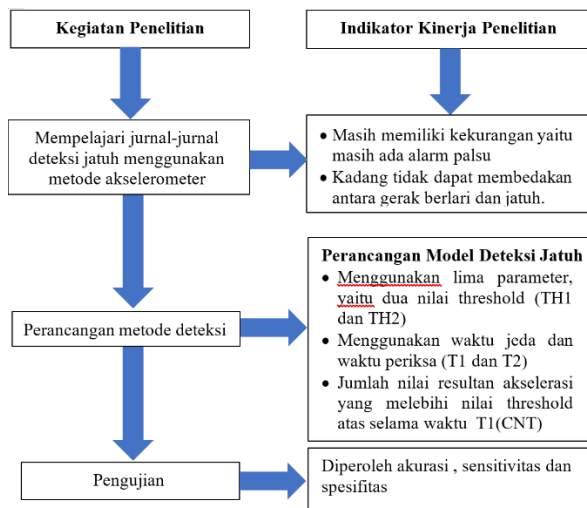 Kegiatan Penelitian
Indikator Kinerja Penelitian
Mempelajari jurnal-jurnal
deteksi jatuh menggunakan
metode akselerometer
• Masih memiliki kekurangan yaitu
masih ada alarm palsu
• Kadang tidak dapat membedakan
antara gerak berlari dan jatuh.
Perancangan metode deteksi
Perancangan Model Deteksi Jatuh
• Menggunakan lima parameter,
yaitu dua nilai threshold (TH1
dan TH2)
• Menggunakan waktu jeda dan
waktu periksa (T1 dan T2)
• Jumlah nilai resultan akselerasi
yang melebihi nilai threshold
atas selama waktu T1(CNT)
Pengujian
Diperoleh akurasi , sensitivitas dan
spesifitas